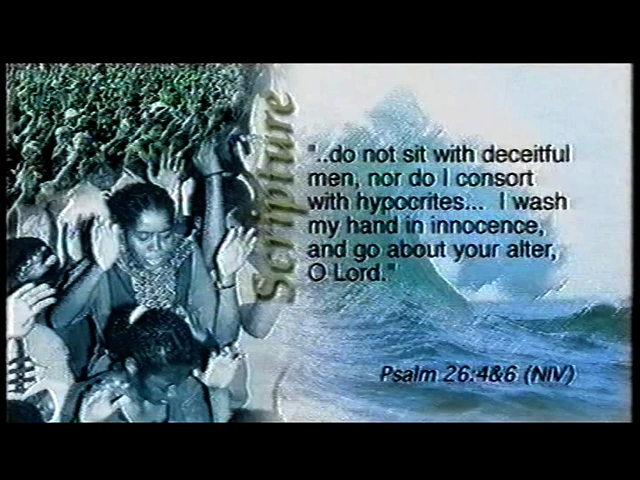 Scripture
"..do not sit with deceitful
men, nor do I consort
with hypocrites... I wash
my hand in innocence,
and go about your alter,
O Lord."
Psalm 26:4&6 (NIV)